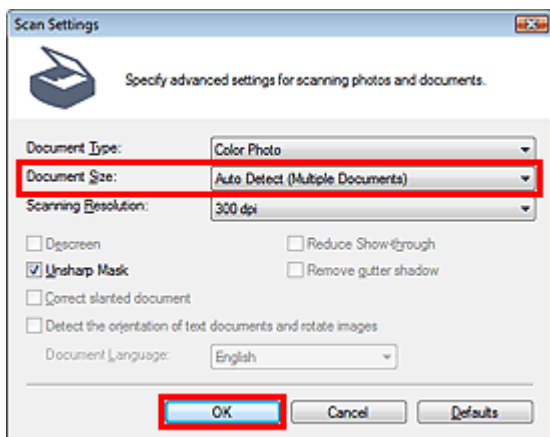 Scan Settings
Specify advanced settings for scanning photos and documents.
Document Type: Color Photo
Document Size: Auto Detect (Multiple Documents)
Scanning Resolution: 300 dpi
Descreen Reduce Show-through
Unsharp Mask Remove gutter shadow
Correct slanted document
Detect the orientation of text documents and rotate images
Document Language: English
OK Cancel Defaults